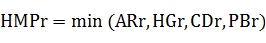 HMPr = min (ARr, HGr, CDr, PBr)